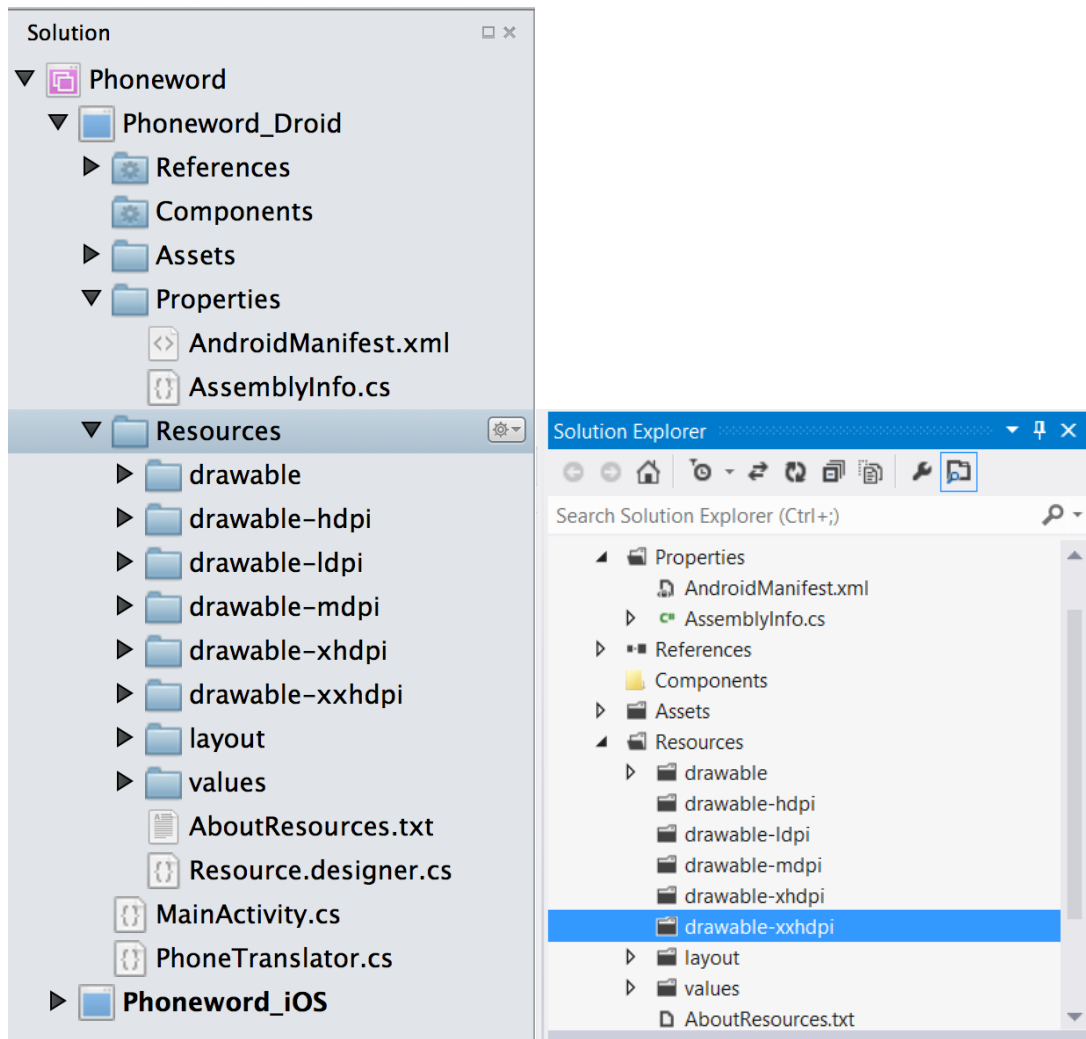 Solution
Phoneword
Phoneword_Droid
References
Components
Assets
Properties
AndroidManifest.xml
AssemblyInfo.cs
Resources
drawable
drawable-hdpi
drawable-ldpi
drawable-mdpi
drawable-xhdpi
drawable-xxhdpi
layout
values
AboutResources.txt
Resource.designer.cs
MainActivity.cs
PhoneTranslator.cs
Phoneword_iOS
Solution Explorer
Search Solution Explorer (Ctrl+;)
Properties
AndroidManifest.xml
C# AssemblyInfo.cs
References
Components
Assets
Resources
drawable
drawable-hdpi
drawable-ldpi
drawable-mdpi
drawable-xhdpi
drawable-xxhdpi
layout
values
AboutResources.txt